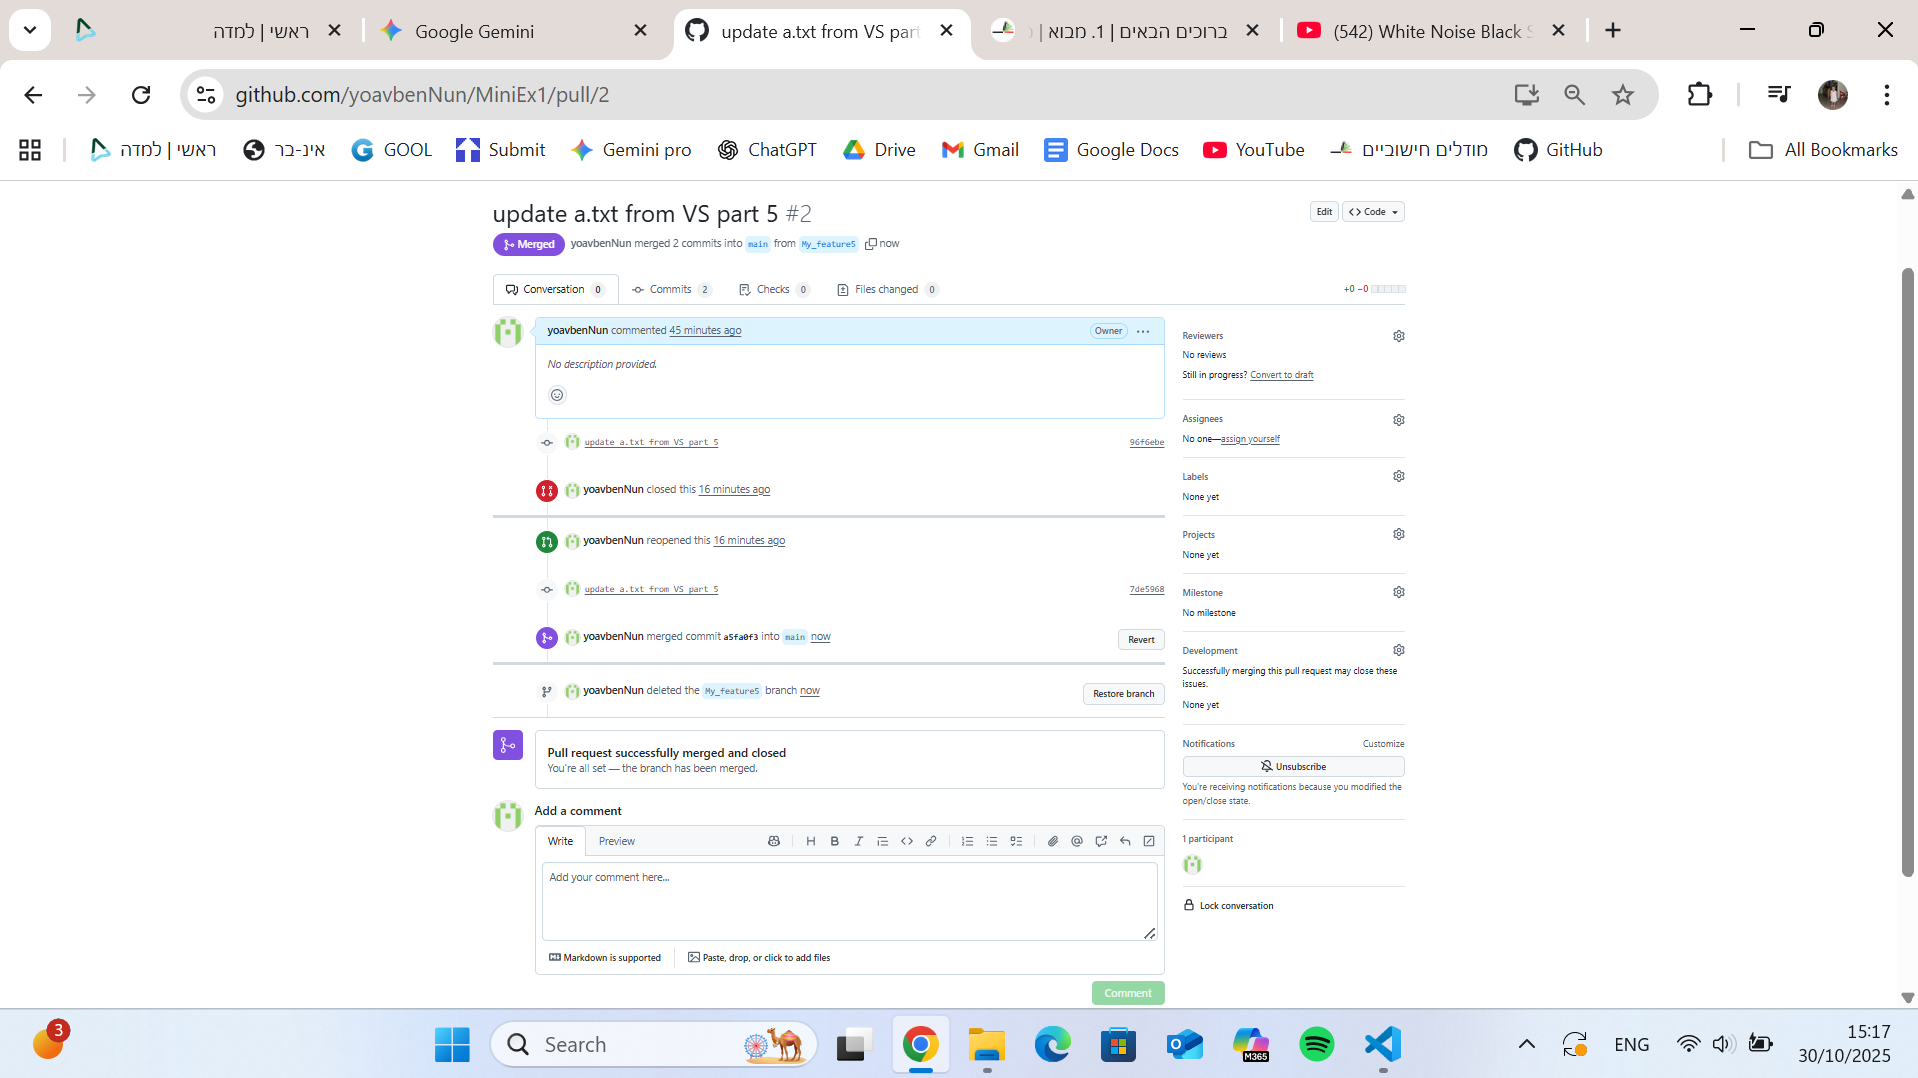 ראשי | למדה
Google Gemini
update a.txt from VS part
ברוכים הבאים | 1. מבוא |
(542) White Noise Black S
github.com/yoavbenNun/MiniEx1/pull/2
ראשי | למדה
אינ-בר
GOOL
Submit
Gemini pro
ChatGPT
Drive
Gmail
Google Docs
YouTube
מודלים חישוביים
GitHub
All Bookmarks
update a.txt from VS part 5 #2
Edit
Code
Merged
yoavbenNun merged 2 commits into main from My_feature5 now
Conversation 0
Commits 2
Checks 0
Files changed 0
+0 −0
yoavbenNun commented 45 minutes ago
Owner
No description provided.
update a.txt from VS part 5
96f6ebe
yoavbenNun closed this 16 minutes ago
yoavbenNun reopened this 16 minutes ago
update a.txt from VS part 5
7de5968
yoavbenNun merged commit a5fa0f3 into main now
Revert
yoavbenNun deleted the My_feature5 branch now
Restore branch
Pull request successfully merged and closed
You're all set — the branch has been merged.
Add a comment
Write
Preview
Add your comment here...
Markdown is supported
Paste, drop, or click to add files
Comment
Reviewers
No reviews
Still in progress? Convert to draft
Assignees
No one—assign yourself
Labels
None yet
Projects
None yet
Milestone
No milestone
Development
Successfully merging this pull request may close these
issues.
None yet
Notifications
Customize
Unsubscribe
You're receiving notifications because you modified the
open/close state.
1 participant
Lock conversation
3
Search
M365
ENG
15:17
30/10/2025